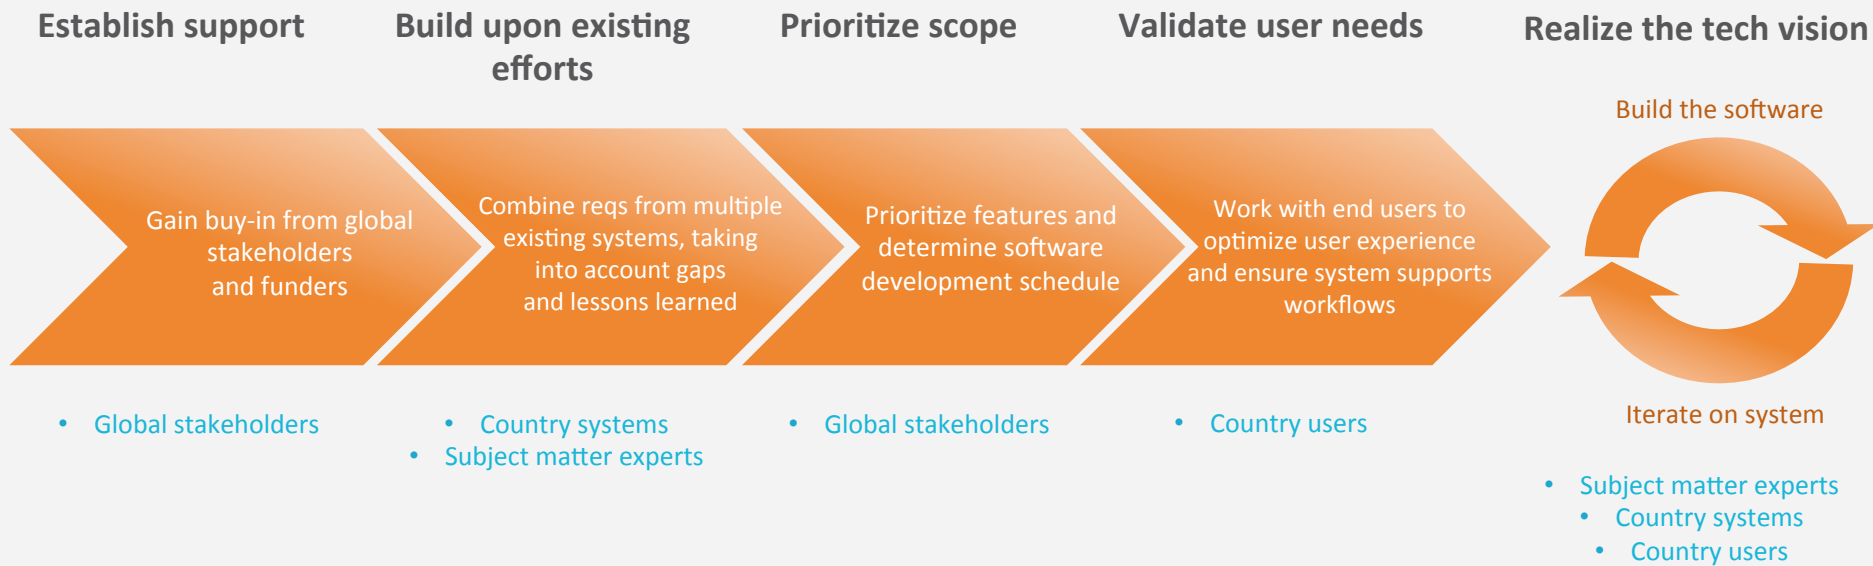 Establish support
Build upon existing
efforts
Prioritize scope
Validate user needs
Realize the tech vision
Gain buy-in from global
stakeholders
and funders
Combine reqs from multiple
existing systems, taking
into account gaps
and lessons learned
Prioritize features and
determine software
development schedule
Work with end users to
optimize user experience
and ensure system supports
workflows
Build the software
Iterate on system
• Global stakeholders
• Country systems
• Subject matter experts
• Global stakeholders
• Country users
• Subject matter experts
• Country systems
• Country users